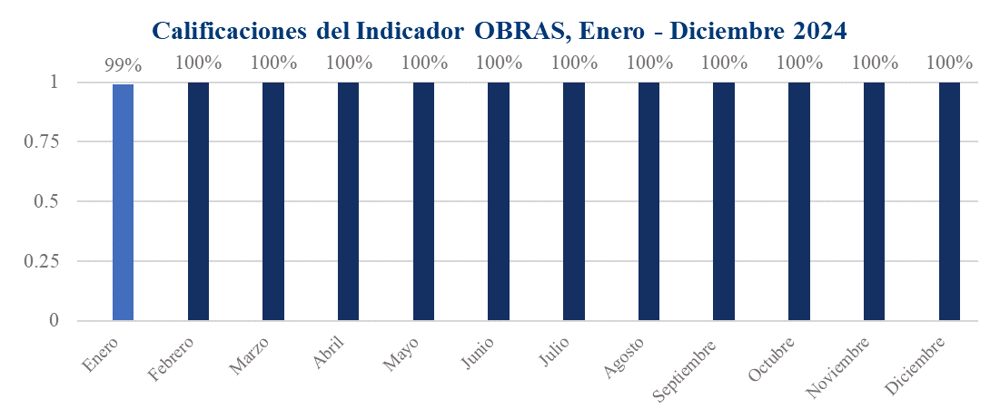 Calificaciones del Indicador OBRAS, Enero - Diciembre 2024
99% 100% 100% 100% 100% 100% 100% 100% 100% 100% 100% 100%
1
0.75
0.5
0.25
0
Enero Febrero Marzo Abril Mayo Junio Julio Agosto Septiembre Octubre Noviembre Diciembre